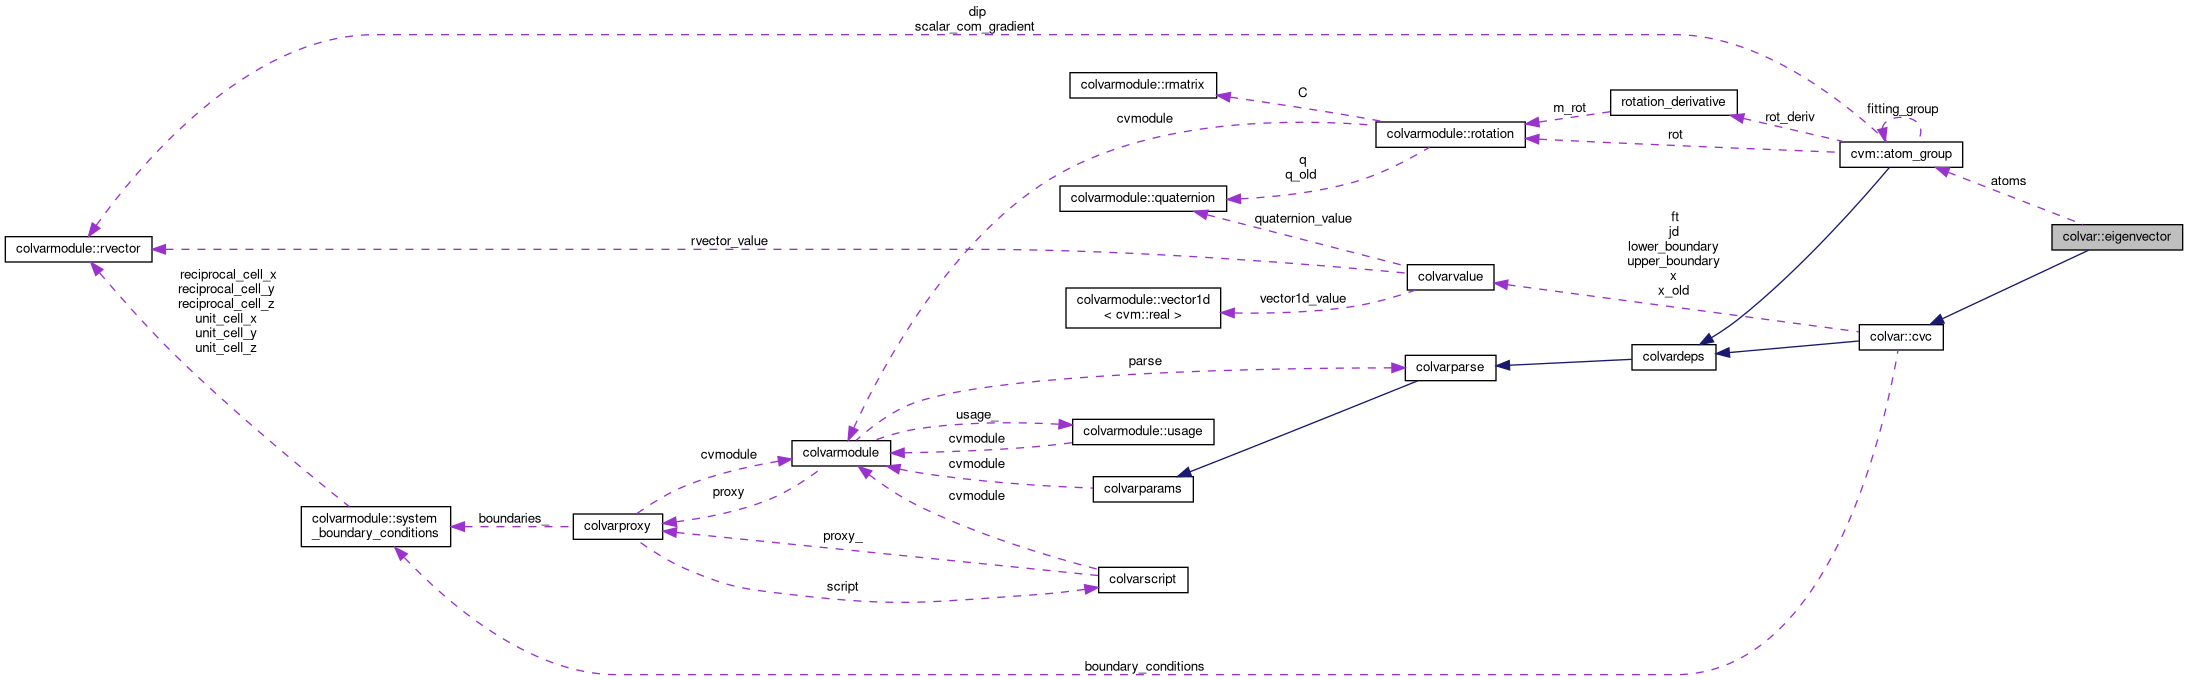 dip
scalar_com_gradient
colvarmodule::rmatrix
C
cvmodule
m_rot
rotation_derivative
rot_deriv
fitting_group
colvarmodule::rotation
rot
cvm::atom_group
q
q_old
atoms
colvarmodule::quaternion
quaternion_value
colvar::eigenvector
colvarmodule::rvector
rvector_value
ft
jd
lower_boundary
upper_boundary
x
x_old
reciprocal_cell_x
reciprocal_cell_y
reciprocal_cell_z
unit_cell_x
unit_cell_y
unit_cell_z
colvarvalue
colvarmodule::vector1d
< cvm::real >
vector1d_value
colvar::cvc
colvardeps
parse
colvarparse
usage_
colvarmodule::usage
cvmodule
colvarmodule
cvmodule
cvmodule
proxy
colvarparams
cvmodule
colvarmodule::system
_boundary_conditions
boundaries_
colvarproxy
proxy_
script
colvarscript
boundary_conditions